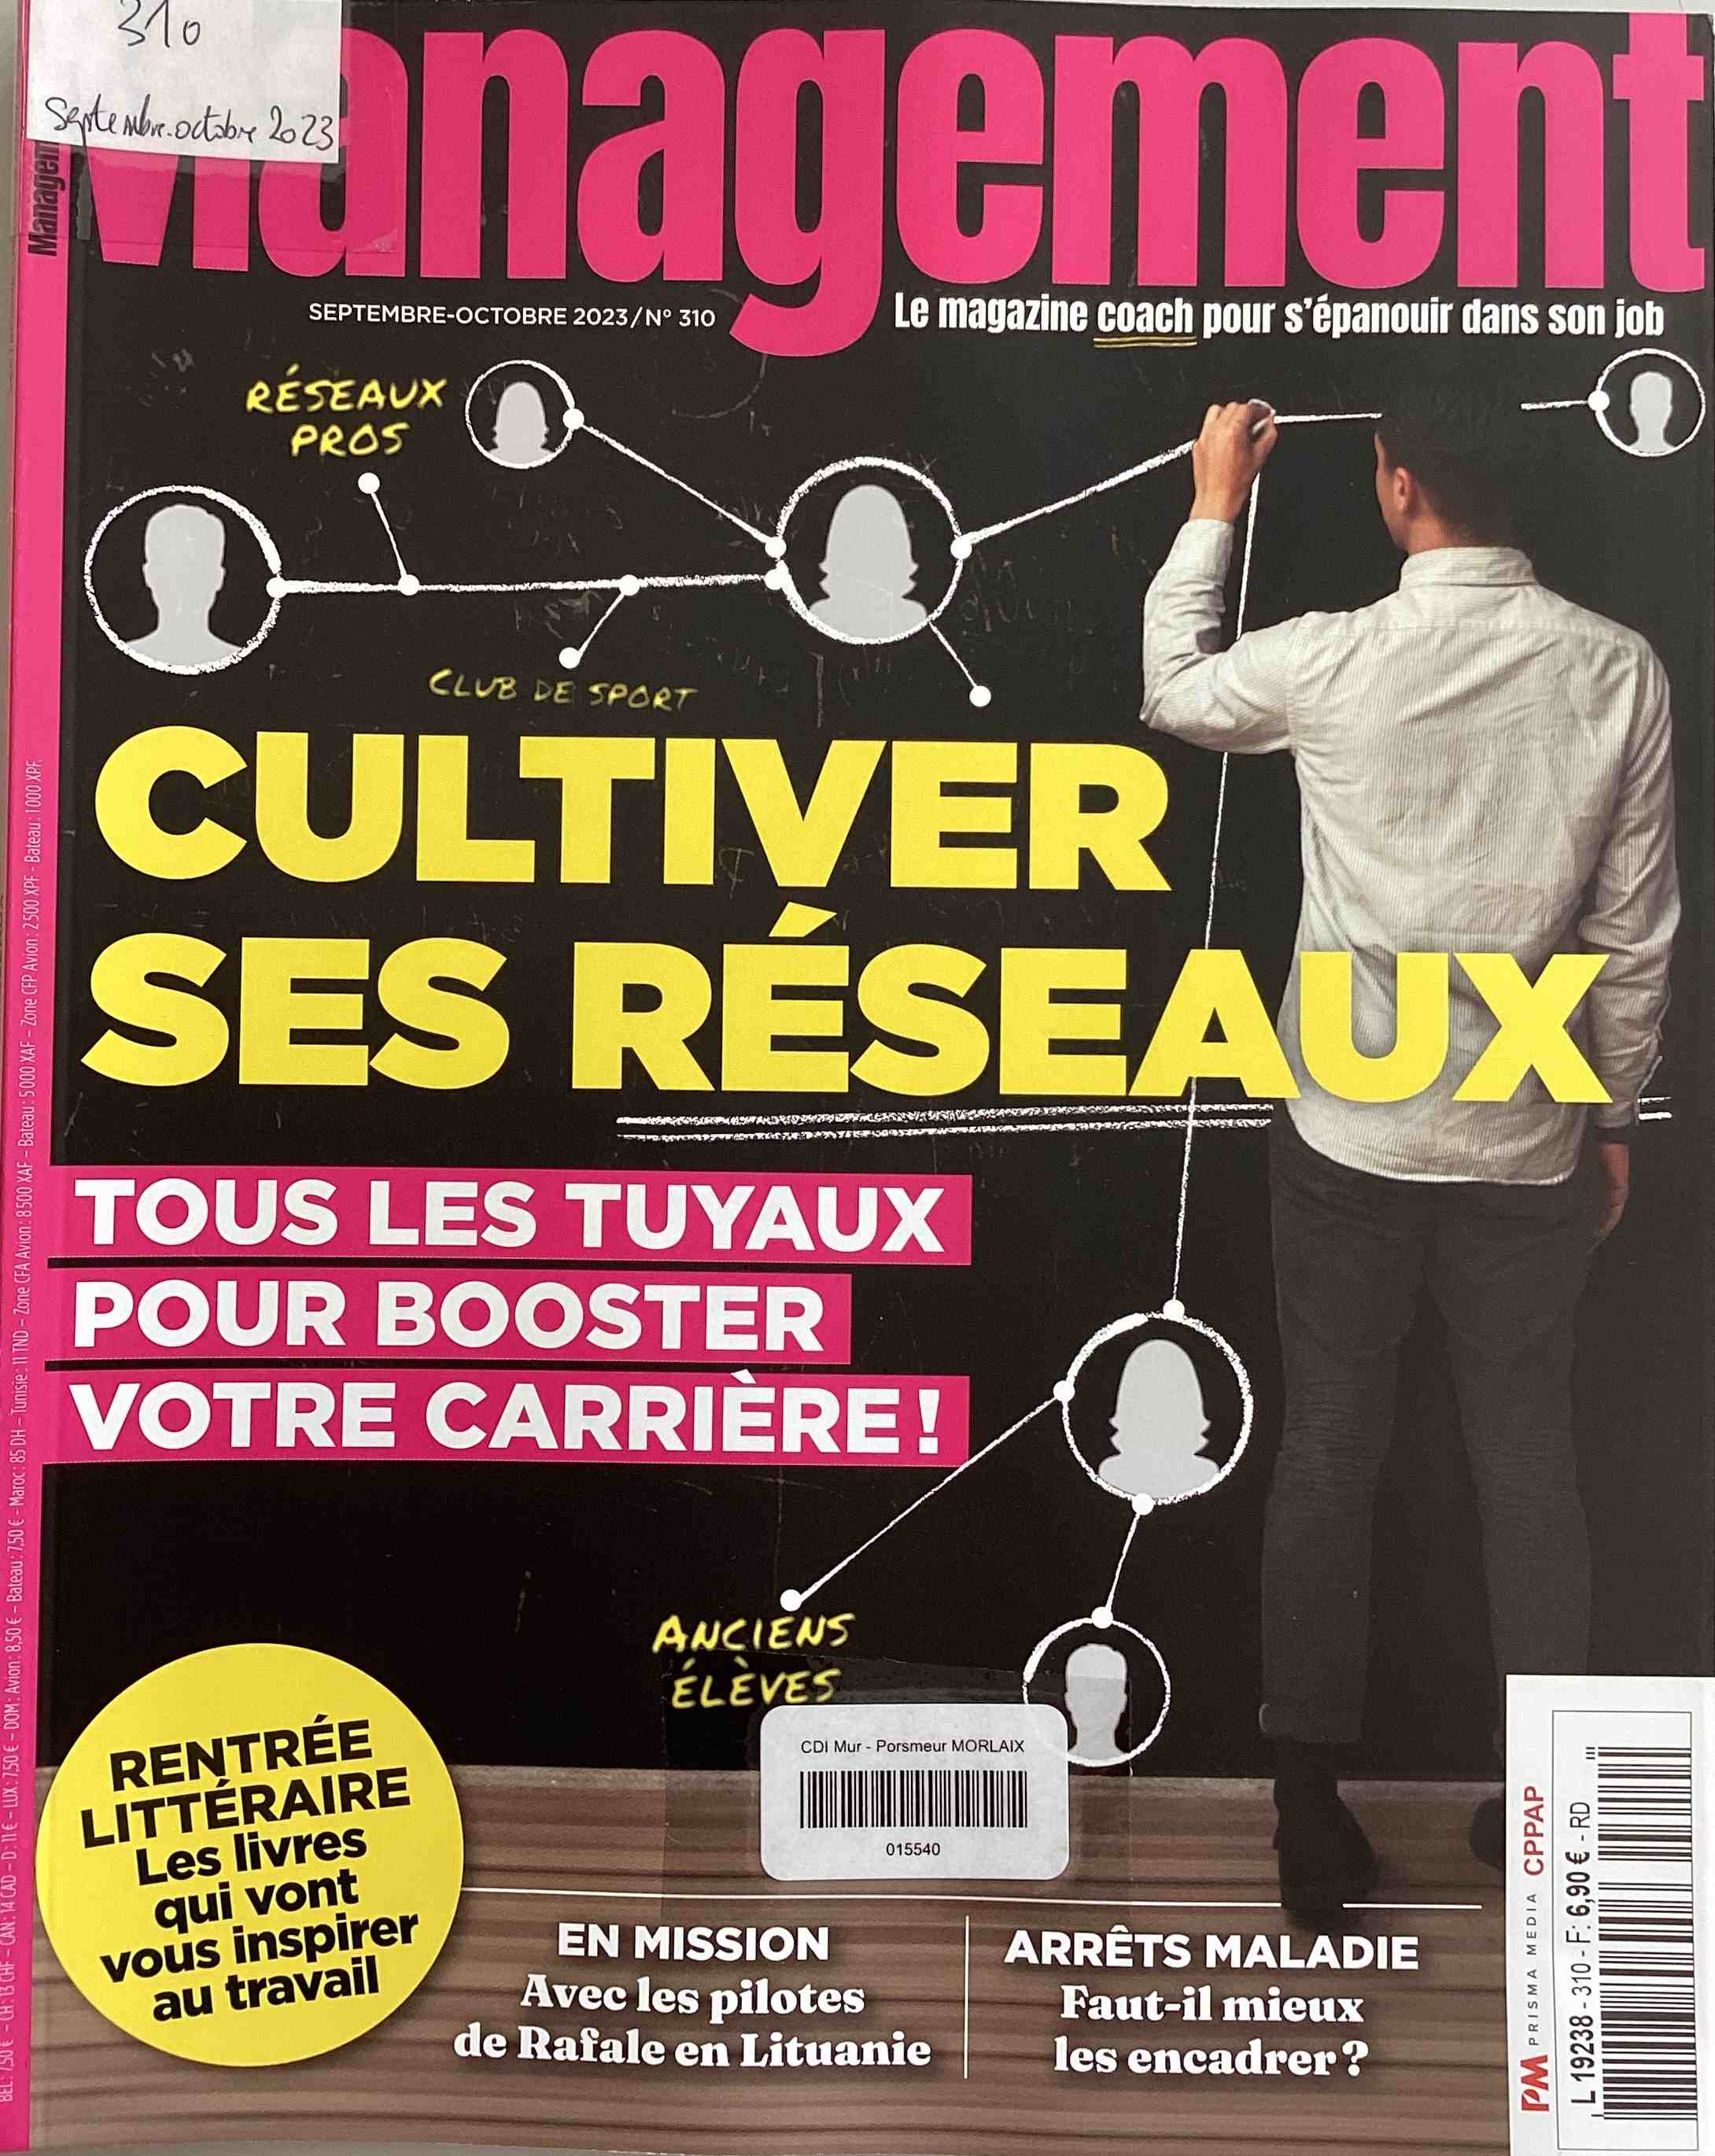 310
Septembre-octobre 2023
Management
SEPTEMBRE-OCTOBRE 2023/N° 310
Le magazine coach pour s'épanouir dans son job
RÉSEAUX
PROS
CLUB DE SPORT
CULTIVER
SES RÉSEAUX
TOUS LES TUYAUX
POUR BOOSTER
VOTRE CARRIÈRE !
ANCIENS
ÉLÈVES
RENTRÉE
LITTÉRAIRE
Les livres
qui vont
vous inspirer
au travail
CDI Mur - Porsmeur MORLAIX
015540
EN MISSION
Avec les pilotes
de Rafale en Lituanie
ARRÊTS MALADIE
Faut-il mieux
les encadrer ?
PM PRISMA MEDIA CPPAP
L 19238 - 310 - F: 6,90 € - RD
BEL : 7,50 € – CH : 13 CHF – CAN : 14 CAD – D : 11 € – LUX : 7,50 € – DOM : Avion : 8,50 € – Bateau : 7,50 € – Maroc : 85 DH – Tunisie : 11 TND – Zone CFA Avion : 8 500 XAF – Bateau : 5 000 XAF – Zone CFP Avion : 2 500 XPF – Bateau : 1 000 XPF.